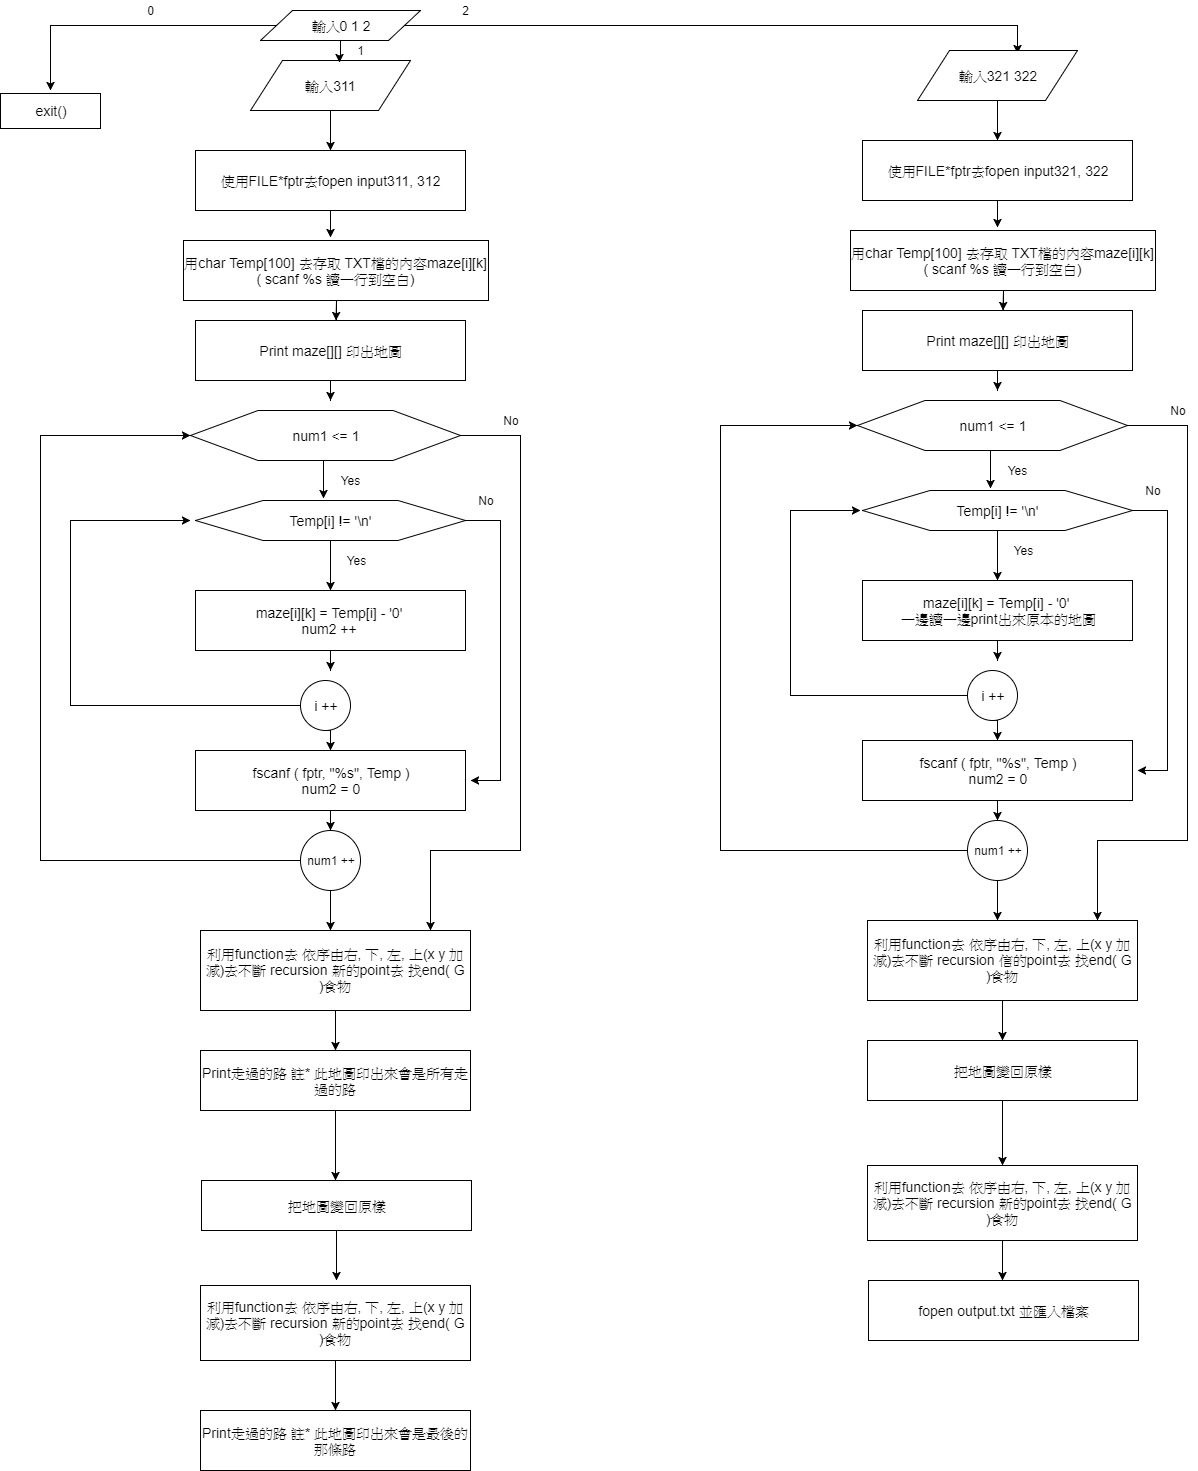 0
輸入0 1 2
2
1
exit()
輸入311
使用FILE*fptr去fopen input311, 312
用char Temp[100] 去存取 TXT檔的內容maze[i][k]
( scanf %s 讀一行到空白)
Print maze[][] 印出地圖
num1 <= 1
No
Yes
Temp[i] != '\n'
No
Yes
maze[i][k] = Temp[i] - '0'
num2 ++
i ++
fscanf ( fptr, "%s", Temp )
num2 = 0
num1 ++
利用function去 依序由右, 下, 左, 上(x y 加
減)去不斷 recursion 新的point去 找end( G
)食物
Print走過的路 註* 此地圖印出來會是所有走
過的路
把地圖變回原樣
利用function去 依序由右, 下, 左, 上(x y 加
減)去不斷 recursion 新的point去 找end( G
)食物
Print走過的路 註* 此地圖印出來會是最後的
那條路
輸入321 322
使用FILE*fptr去fopen input321, 322
用char Temp[100] 去存取 TXT檔的內容maze[i][k]
( scanf %s 讀一行到空白)
Print maze[][] 印出地圖
num1 <= 1
No
Yes
Temp[i] != '\n'
No
Yes
maze[i][k] = Temp[i] - '0'
一邊讀一邊print出來原本的地圖
i ++
fscanf ( fptr, "%s", Temp )
num2 = 0
num1 ++
利用function去 依序由右, 下, 左, 上(x y 加
減)去不斷 recursion 信的point去 找end( G
)食物
把地圖變回原樣
利用function去 依序由右, 下, 左, 上(x y 加
減)去不斷 recursion 新的point去 找end( G
)食物
fopen output.txt 並匯入檔案